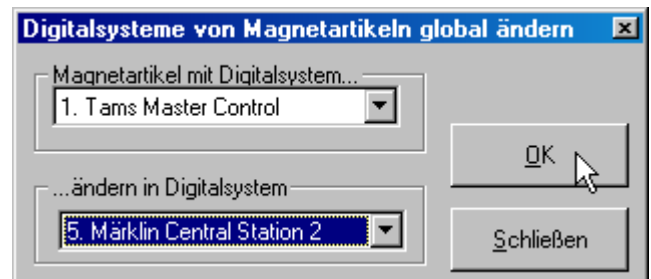 Digitalsysteme von Magnetartikeln global ändern
Magnetartikel mit Digitalsystem...
1. Tams Master Control
OK
...ändern in Digitalsystem
5. Märklin Central Station 2
Schließen